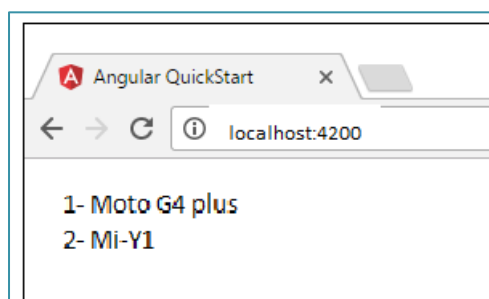 Angular QuickStart
localhost:4200
1- Moto G4 plus
2- Mi-Y1